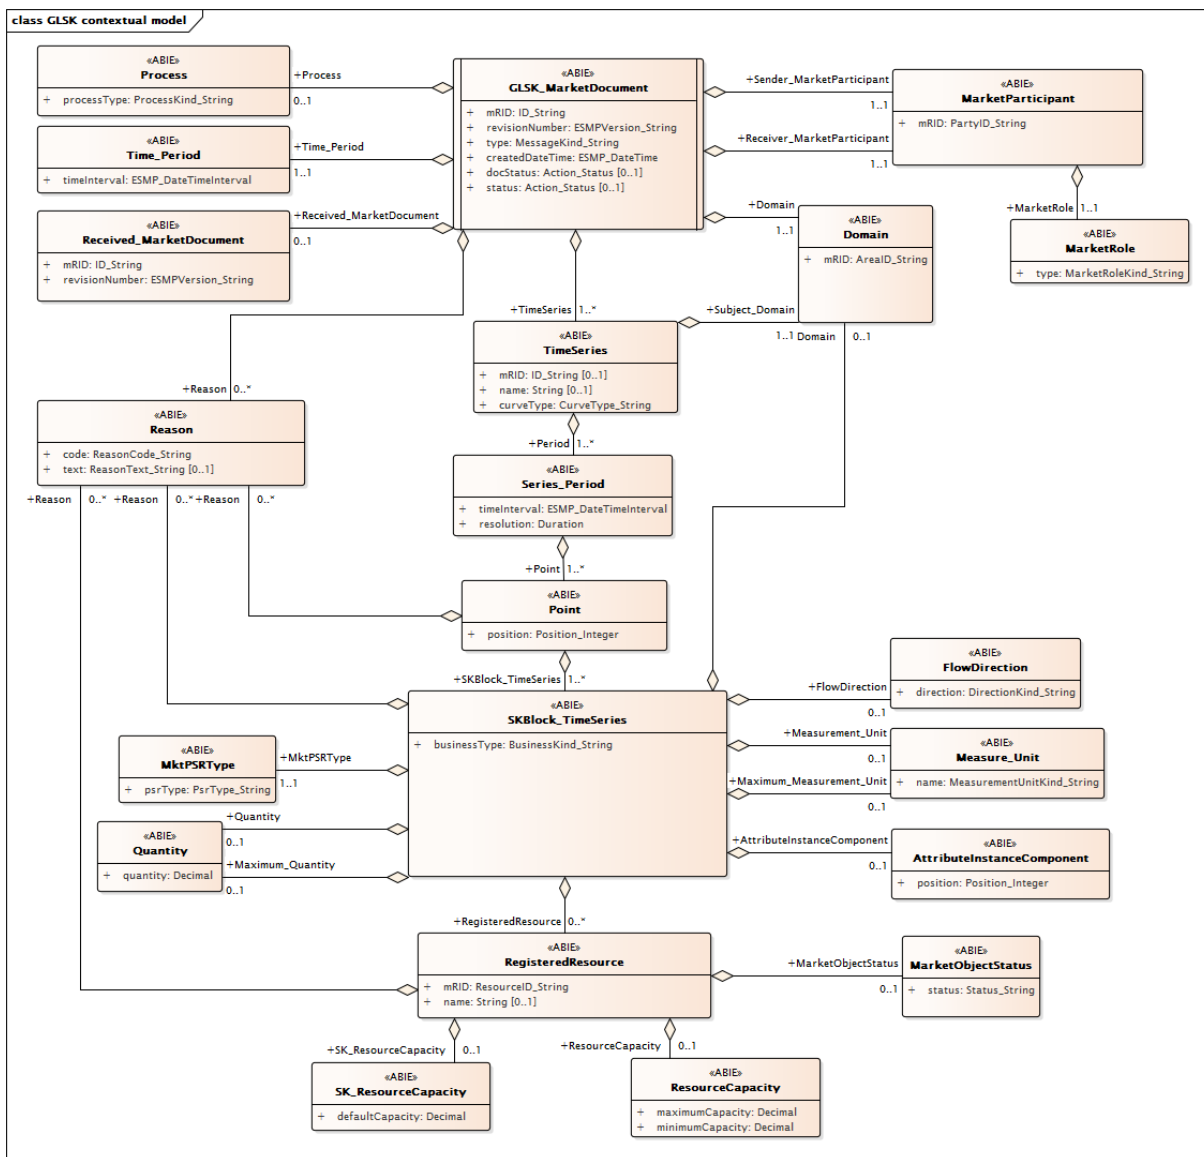 class GLSK contextual model
«ABIE»
Process
+ processType: ProcessKind_String
+Process
0..1
«ABIE»
GLSK_MarketDocument
+ mRID: ID_String
+ revisionNumber: ESMPVersion_String
+ type: MessageKind_String
+ createdDateTime: ESMP_DateTime
+ docStatus: Action_Status [0..1]
+ status: Action_Status [0..1]
+Sender_MarketParticipant
1..1
+Receiver_MarketParticipant
1..1
«ABIE»
MarketParticipant
+ mRID: PartyID_String
«ABIE»
Time_Period
+ timeInterval: ESMP_DateTimeInterval
+Time_Period
1..1
«ABIE»
Received_MarketDocument
+ mRID: ID_String
+ revisionNumber: ESMPVersion_String
+Received_MarketDocument
0..1
+Domain
1..1
«ABIE»
Domain
+ mRID: AreaID_String
+MarketRole 1..1
«ABIE»
MarketRole
+ type: MarketRoleKind_String
+TimeSeries 1..*
+Subject_Domain
1..1
Domain 0..1
«ABIE»
TimeSeries
+ mRID: ID_String [0..1]
+ name: String [0..1]
+ curveType: CurveType_String
+Reason 0..*
«ABIE»
Reason
+ code: ReasonCode_String
+ text: ReasonText_String [0..1]
+Reason 0..*
+Reason 0..*
+Reason 0..*
+Period 1..*
«ABIE»
Series_Period
+ timeInterval: ESMP_DateTimeInterval
+ resolution: Duration
+Point 1..*
«ABIE»
Point
+ position: Position_Integer
+SKBlock_TimeSeries 1..*
«ABIE»
SKBlock_TimeSeries
+ businessType: BusinessKind_String
+FlowDirection
0..1
«ABIE»
FlowDirection
+ direction: DirectionKind_String
«ABIE»
MktPSRType
+ psrType: PsrType_String
+MktPSRType
1..1
+Measurement_Unit
0..1
+Maximum_Measurement_Unit
0..1
«ABIE»
Measure_Unit
+ name: MeasurementUnitKind_String
«ABIE»
Quantity
+ quantity: Decimal
+Quantity
0..1
+Maximum_Quantity
0..1
+AttributeInstanceComponent
0..1
«ABIE»
AttributeInstanceComponent
+ position: Position_Integer
+RegisteredResource 0..*
«ABIE»
RegisteredResource
+ mRID: ResourceID_String
+ name: String [0..1]
+MarketObjectStatus
0..1
«ABIE»
MarketObjectStatus
+ status: Status_String
+SK_ResourceCapacity 0..1
+ResourceCapacity 0..1
«ABIE»
SK_ResourceCapacity
+ defaultCapacity: Decimal
«ABIE»
ResourceCapacity
+ maximumCapacity: Decimal
+ minimumCapacity: Decimal